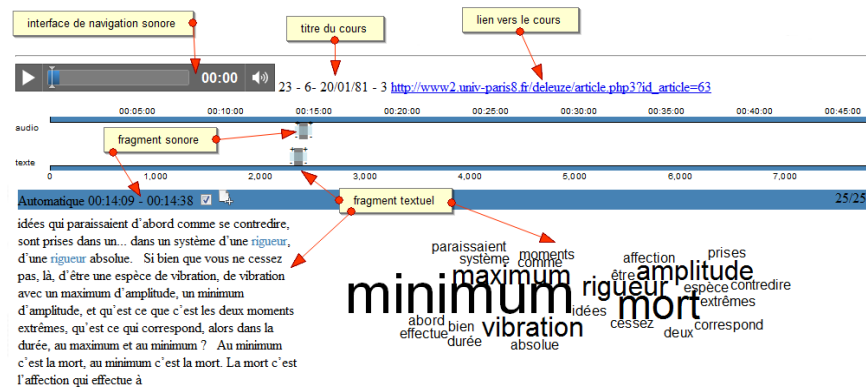 interface de navigation sonore
titre du cours
lien vers le cours
00:00
23 - 6- 20/01/81 - 3 http://www2.univ-paris8.fr/deleuze/article.php3?id_article=63
00:05:00 00:10:00 00:15:00 00:20:00 00:25:00 00:30:00 00:35:00 00:40:00 00:45:00
audio
fragment sonore
texte
0 1,000 2,000 3,000 4,000 5,000 6,000 7,000
Automatique 00:14:09 - 00:14:38
fragment textuel
25/25
idées qui paraissaient d'abord comme se contredire,
sont prises dans un... dans un système d'une rigueur,
d'une rigueur absolue. Si bien que vous ne cessez
pas, là, d'être une espèce de vibration, de vibration
avec un maximum d'amplitude, un minimum
d'amplitude, et qu'est ce que c'est les deux moments
extrêmes, qu'est ce qui correspond, alors dans la
durée, au maximum et au minimum ? Au minimum
c'est la mort, au minimum c'est la mort. La mort c'est
l'affection qui effectue à
paraissaient
système
comme
moments
affection
prises
maximum
être
amplitude
minimum
rigueur
espèce
contredire
mort
extrêmes
idées
abord
bien
vibration
cessez
deux
correspond
effectue
durée
absolue